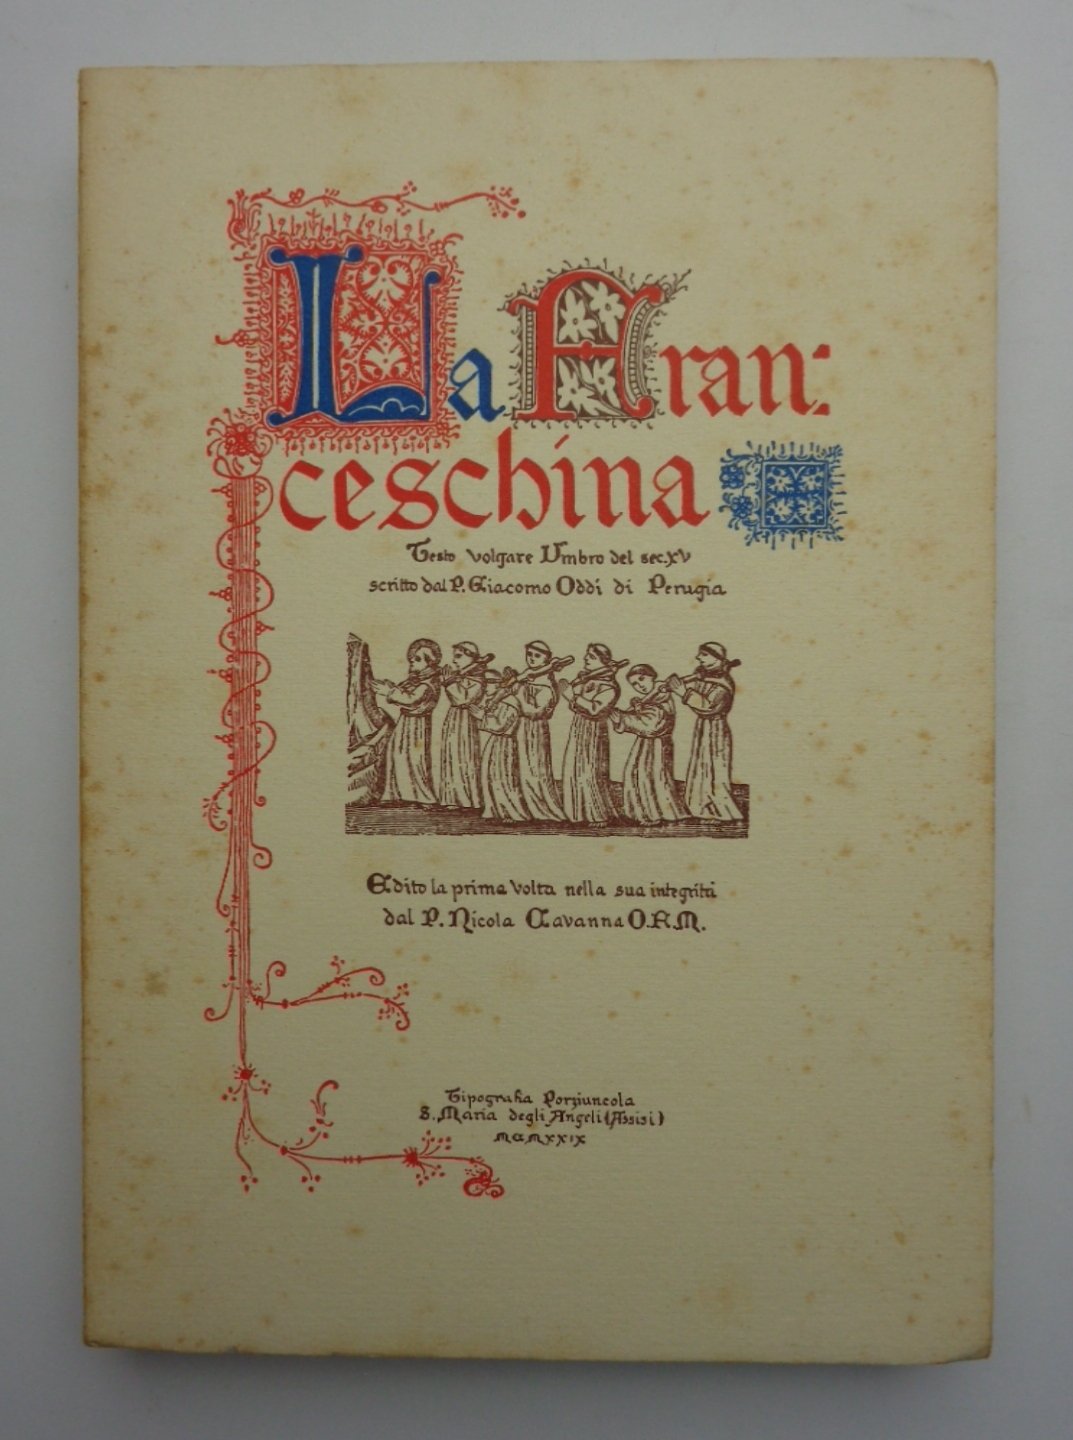 La Fran:
ceschina
Testo volgare Umbro del sec. XV
scritto dal P. Giacomo Oddi di Perugia
Edito la prima volta nella sua integrità
dal P. Nicola Cavanna O.F.M.
Tipografia Porziuncola
S. Maria degli Angeli (Assisi)
MCMXXIX